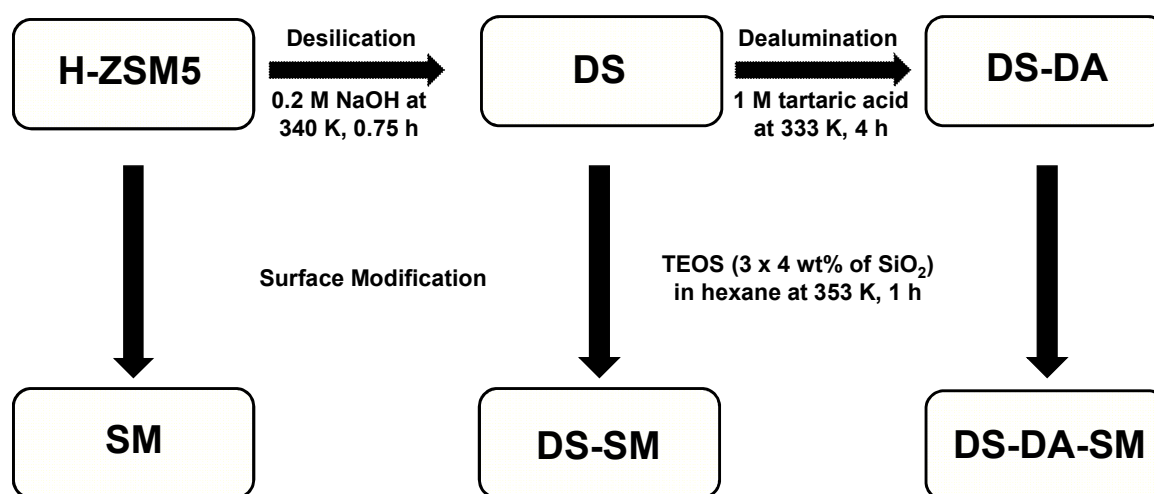 H-ZSM5
Desilication
0.2 M NaOH at
340 K, 0.75 h
DS
Dealumination
1 M tartaric acid
at 333 K, 4 h
DS-DA
Surface Modification
TEOS (3 x 4 wt% of SiO₂)
in hexane at 353 K, 1 h
SM
DS-SM
DS-DA-SM